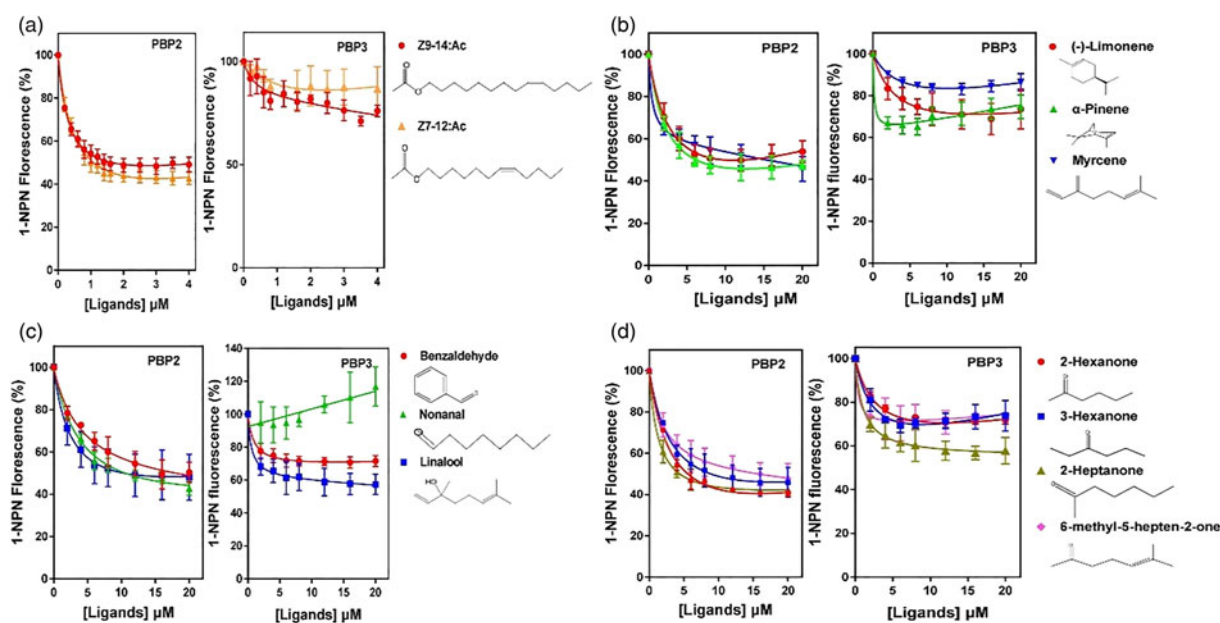 (a)
PBP2
PBP3
1-NPN Florescence (%)
100
80
60
40
20
0
0 1 2 3 4
[Ligands] μM
1-NPN Florescence (%)
100
50
0
0 1 2 3 4
[Ligands] μM
Z9-14:Ac
Z7-12:Ac
(b)
PBP2
PBP3
1-NPN Florescence (%)
100
80
60
40
20
0
0 5 10 15 20
[Ligands] μM
1-NPN fluorescence (%)
100
80
60
40
20
0
0 5 10 15 20
[Ligands] μM
(-)-Limonene
α-Pinene
Myrcene
(c)
PBP2
PBP3
1-NPN Florescence (%)
100
80
60
40
20
0
0 5 10 15 20
[Ligands] μM
1-NPN fluorescence (%)
140
120
100
80
60
40
20
0
0 5 10 15 20
[Ligands] μM
Benzaldehyde
Nonanal
Linalool
HO
(d)
PBP2
PBP3
1-NPN Florescence (%)
100
80
60
40
20
0
0 5 10 15 20
[Ligands] μM
1-NPN fluorescence (%)
100
80
60
40
20
0
0 5 10 15 20
[Ligands] μM
2-Hexanone
3-Hexanone
2-Heptanone
6-methyl-5-hepten-2-one